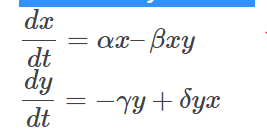 dx/dt = αx– βxy
dy/dt = −γy + δyx